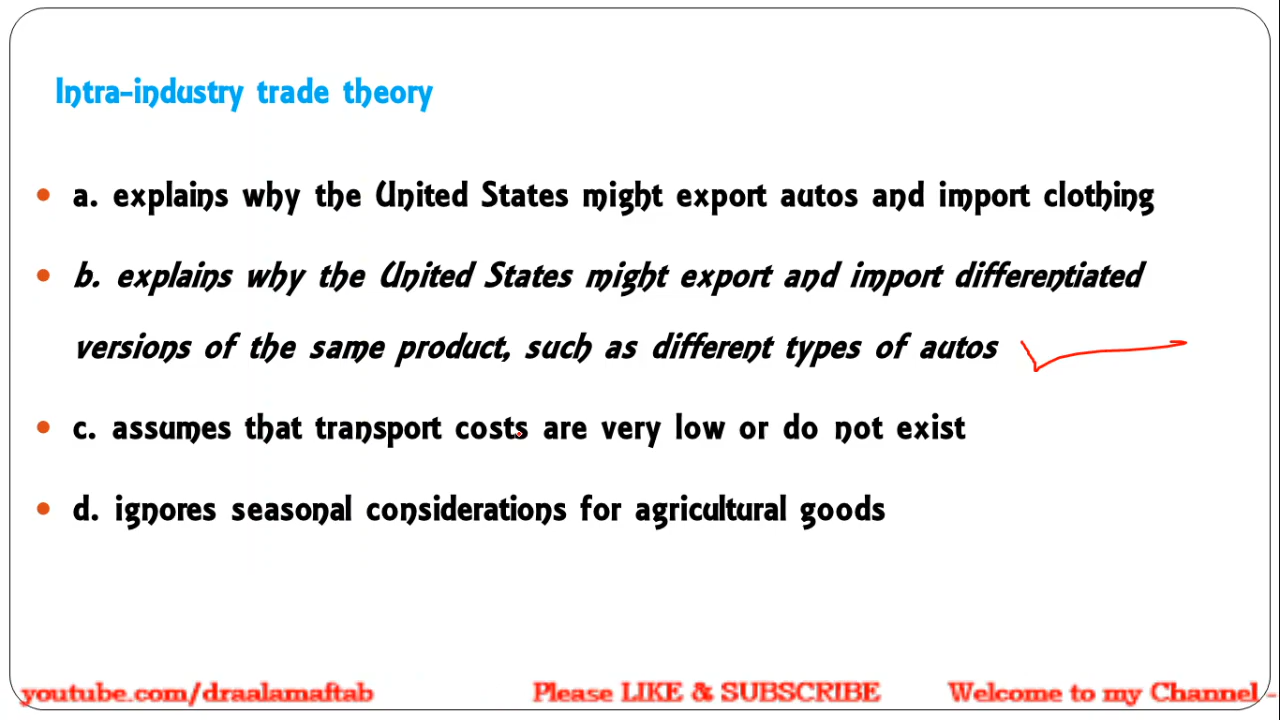 Intra-industry trade theory
• a. explains why the United States might export autos and import clothing
• b. explains why the United States might export and import differentiated
versions of the same product, such as different types of autos
• c. assumes that transport costs are very low or do not exist
• d. ignores seasonal considerations for agricultural goods
youtube.com/draalamaftab Please LIKE & SUBSCRIBE Welcome to my Channel -